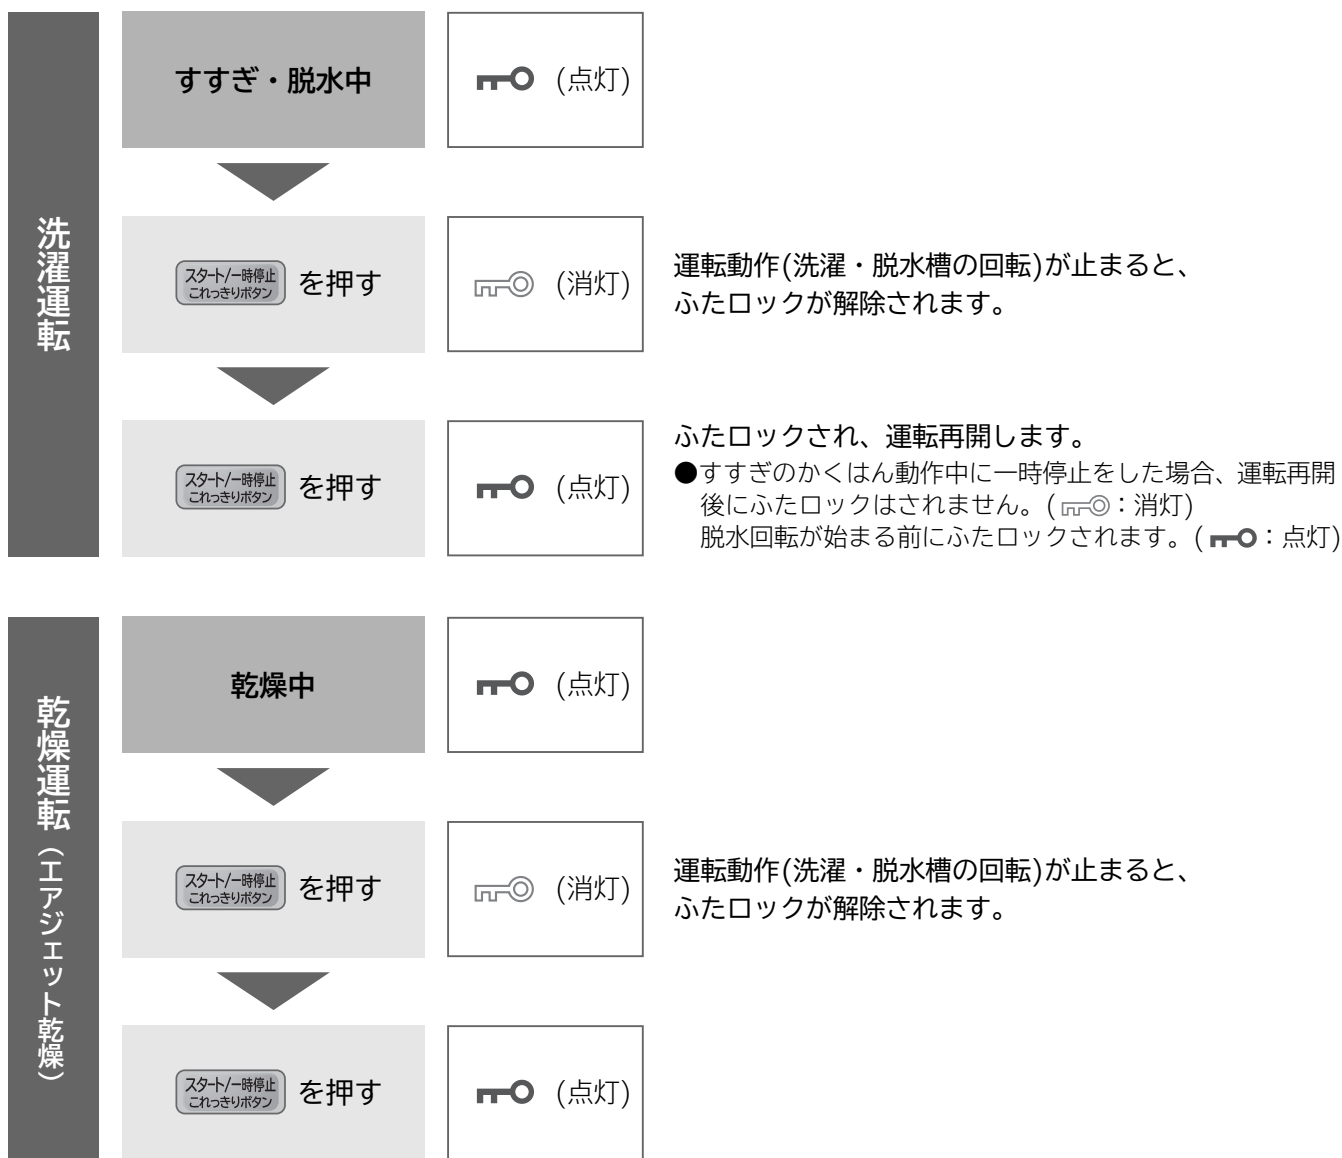 洗濯運転
すすぎ・脱水中
(点灯)
スタート/一時停止
これっきりボタン
を押す
(消灯)
運転動作(洗濯・脱水槽の回転)が止まると、
ふたロックが解除されます。
スタート/一時停止
これっきりボタン
を押す
(点灯)
ふたロックされ、運転再開します。
●すすぎのかくはん動作中に一時停止をした場合、運転再開
後にふたロックはされません。( :消灯)
脱水回転が始まる前にふたロックされます。( :点灯)
乾燥運転(エアジェット乾燥)
乾燥中
(点灯)
スタート/一時停止
これっきりボタン
を押す
(消灯)
運転動作(洗濯・脱水槽の回転)が止まると、
ふたロックが解除されます。
スタート/一時停止
これっきりボタン
を押す
(点灯)